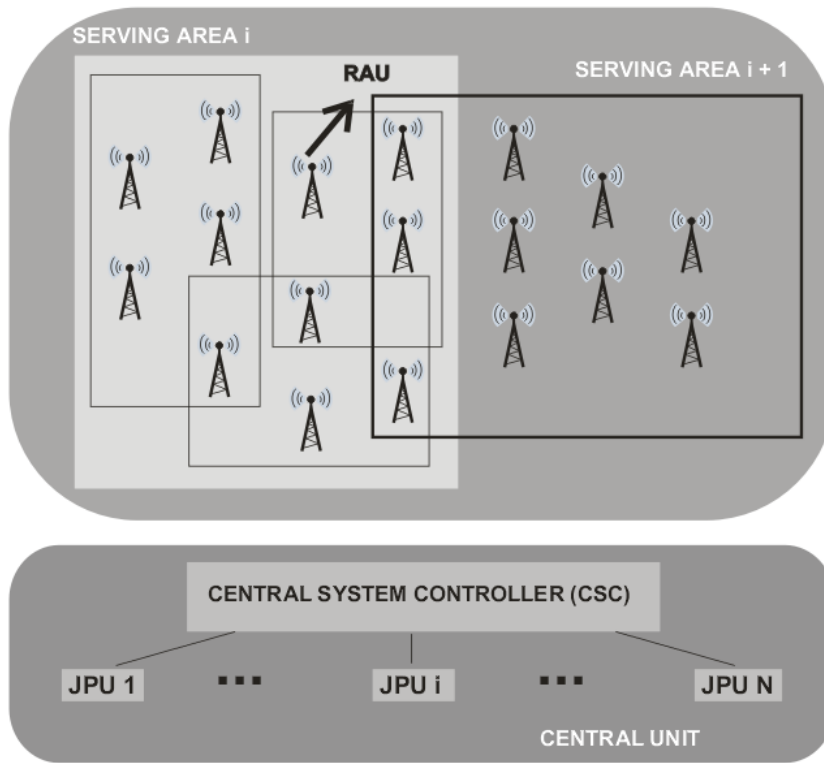 SERVING AREA i
RAU
SERVING AREA i + 1
CENTRAL SYSTEM CONTROLLER (CSC)
JPU 1 ... JPU i ... JPU N
CENTRAL UNIT